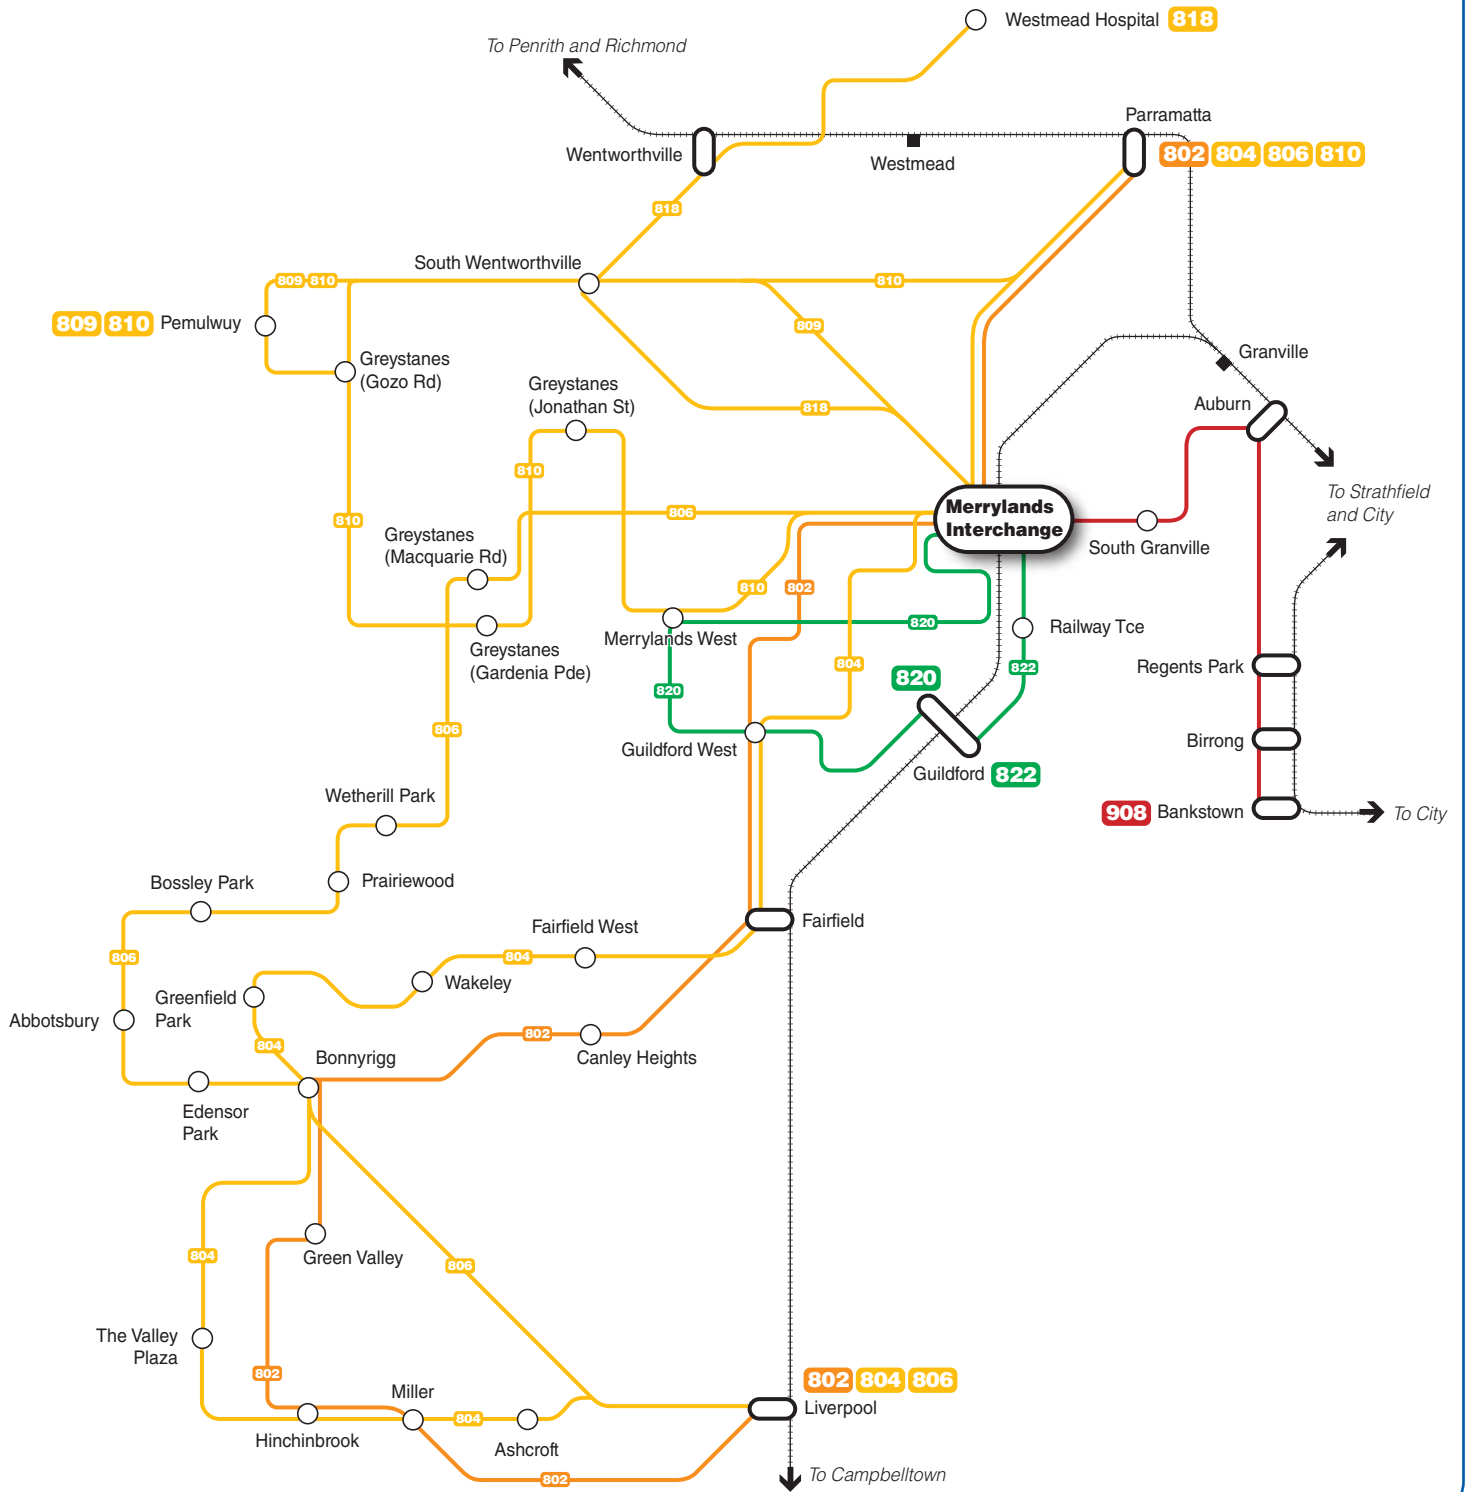 Westmead Hospital 818
To Penrith and Richmond
Parramatta
802 804 806 810
Wentworthville
Westmead
818
South Wentworthville
809 810
810
809 810 Pemulwuy
809
Greystanes
(Gozo Rd)
Granville
Greystanes
(Jonathan St)
818
Auburn
810
To Strathfield
and City
Merrylands
Interchange
806
810
Greystanes
(Macquarie Rd)
South Granville
810
802
820
Merrylands West
Railway Tce
Greystanes
(Gardenia Pde)
804
822
Regents Park
820
820
806
Guildford West
Birrong
Guildford 822
Wetherill Park
908 Bankstown
To City
Bossley Park
Prairiewood
Fairfield West
Fairfield
806
804
Wakeley
Greenfield
Park
Abbotsbury
802
804
Bonnyrigg
Canley Heights
Edensor
Park
804
Green Valley
806
The Valley
Plaza
802
802 804 806
Miller
Liverpool
804
Hinchinbrook
Ashcroft
802
To Campbelltown